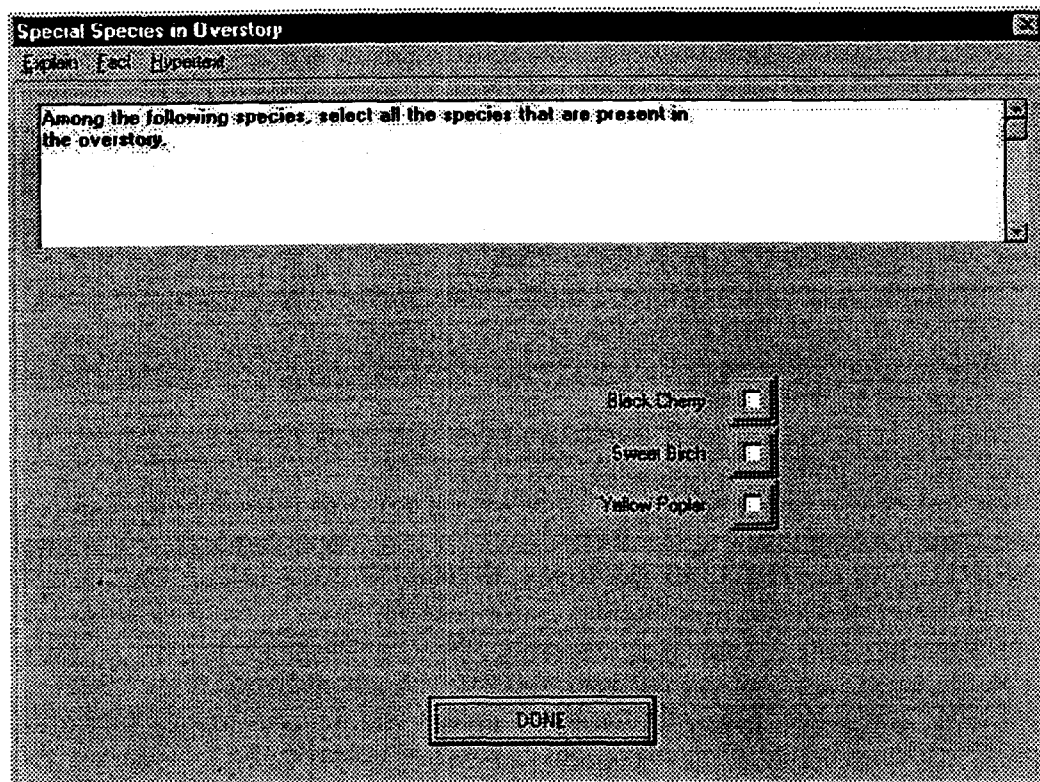 Special Species in Overstory
Explain Fact Hypertext
Among the following species, select all the species that are present in
the overstory.
Black Cherry
Sweet Birch
Yellow Poplar
DONE